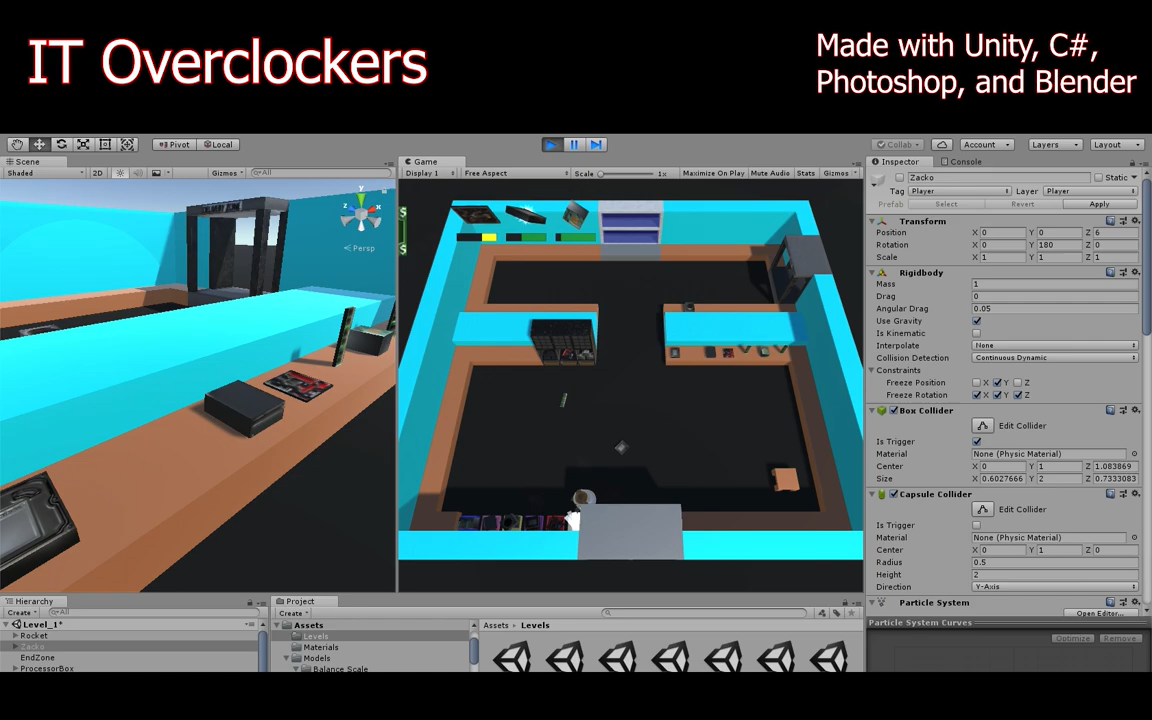 IT Overclockers
Made with Unity, C#,
Photoshop, and Blender
Pivot Local
Collab Account Layers Layout
Scene
Shaded 2D Gizmos All
y
x
z
Persp
Game
Display 1 Free Aspect Scale 1x Maximize On Play Mute Audio Stats Gizmos
$
$
Inspector Console
Zacko Static
Tag Player Layer Player
Prefab Select Revert Apply
Transform
Position X 0 Y 0 Z 6
Rotation X 0 Y 180 Z 0
Scale X 1 Y 1 Z 1
Rigidbody
Mass 1
Drag 0
Angular Drag 0.05
Use Gravity
Is Kinematic
Interpolate None
Collision Detection Continuous Dynamic
Constraints
Freeze Position X Y Z
Freeze Rotation X Y Z
Box Collider
Edit Collider
Is Trigger
Material None (Physic Material)
Center X 0 Y 1 Z 1.083869
Size X 0.6027666 Y 2 Z 0.7333083
Capsule Collider
Edit Collider
Is Trigger
Material None (Physic Material)
Center X 0 Y 1 Z 0
Radius 0.5
Height 2
Direction Y-Axis
Particle System
Open Editor...
Particle System Curves
Optimize Remove
Hierarchy
Create All
Level_1*
Rocket
Zacko
EndZone
ProcessorBox
Project
Create
Assets
Levels
Materials
Models
Balance Scale
Assets Levels